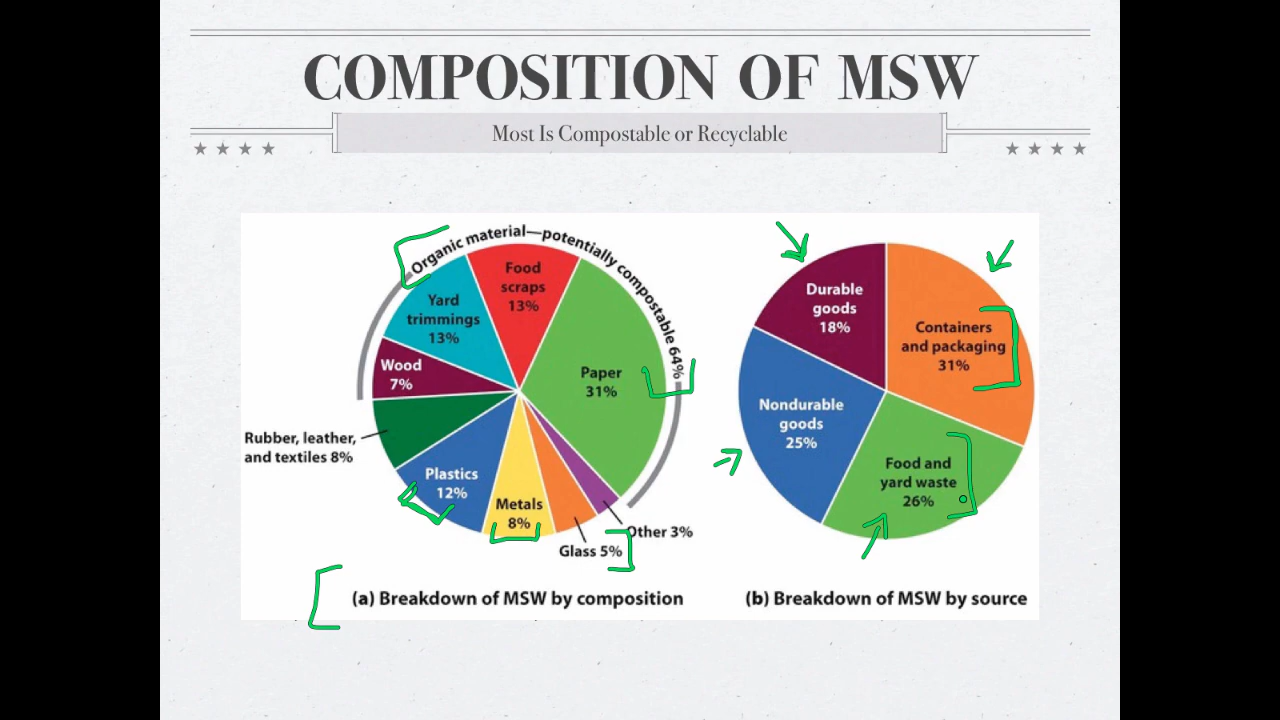 COMPOSITION OF MSW
Most Is Compostable or Recyclable
Organic material—potentially compostable 64%
Food
scraps
13%
Yard
trimmings
13%
Wood
7%
Paper
31%
Rubber, leather,
and textiles 8%
Plastics
12%
Metals
8%
Glass 5%
Other 3%
(a) Breakdown of MSW by composition
Durable
goods
18%
Containers
and packaging
31%
Nondurable
goods
25%
Food and
yard waste
26%
(b) Breakdown of MSW by source